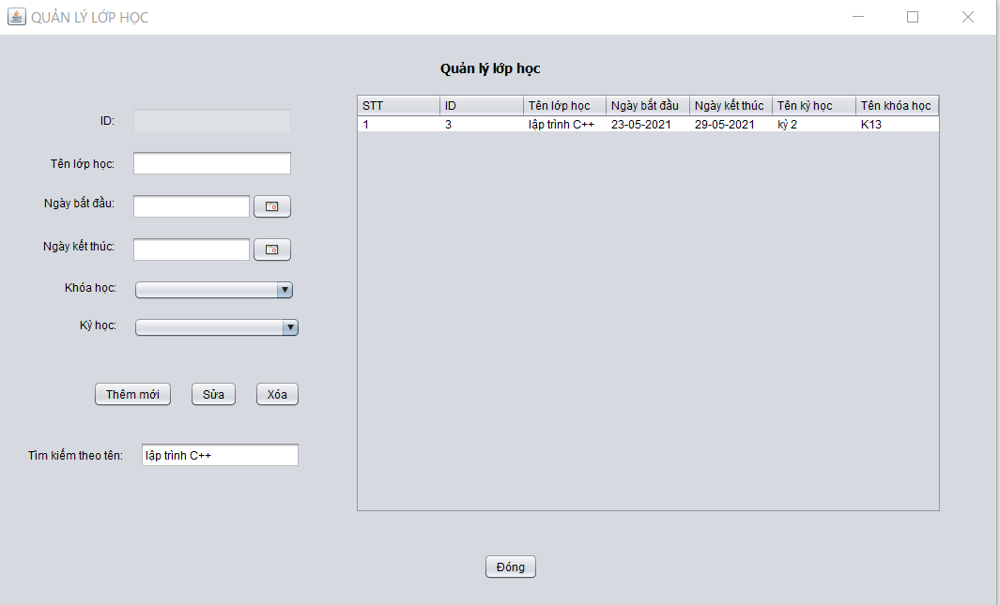 QUẢN LÝ LỚP HỌC
Quản lý lớp học
ID:
Tên lớp học:
Ngày bắt đầu:
Ngày kết thúc:
Khóa học:
Kỳ học:
Thêm mới Sửa Xóa
Tìm kiếm theo tên: lập trình C++
STT ID Tên lớp học Ngày bắt đầu Ngày kết thúc Tên kỳ học Tên khóa học
1 3 lập trình C++ 23-05-2021 29-05-2021 kỳ 2 K13
Đóng